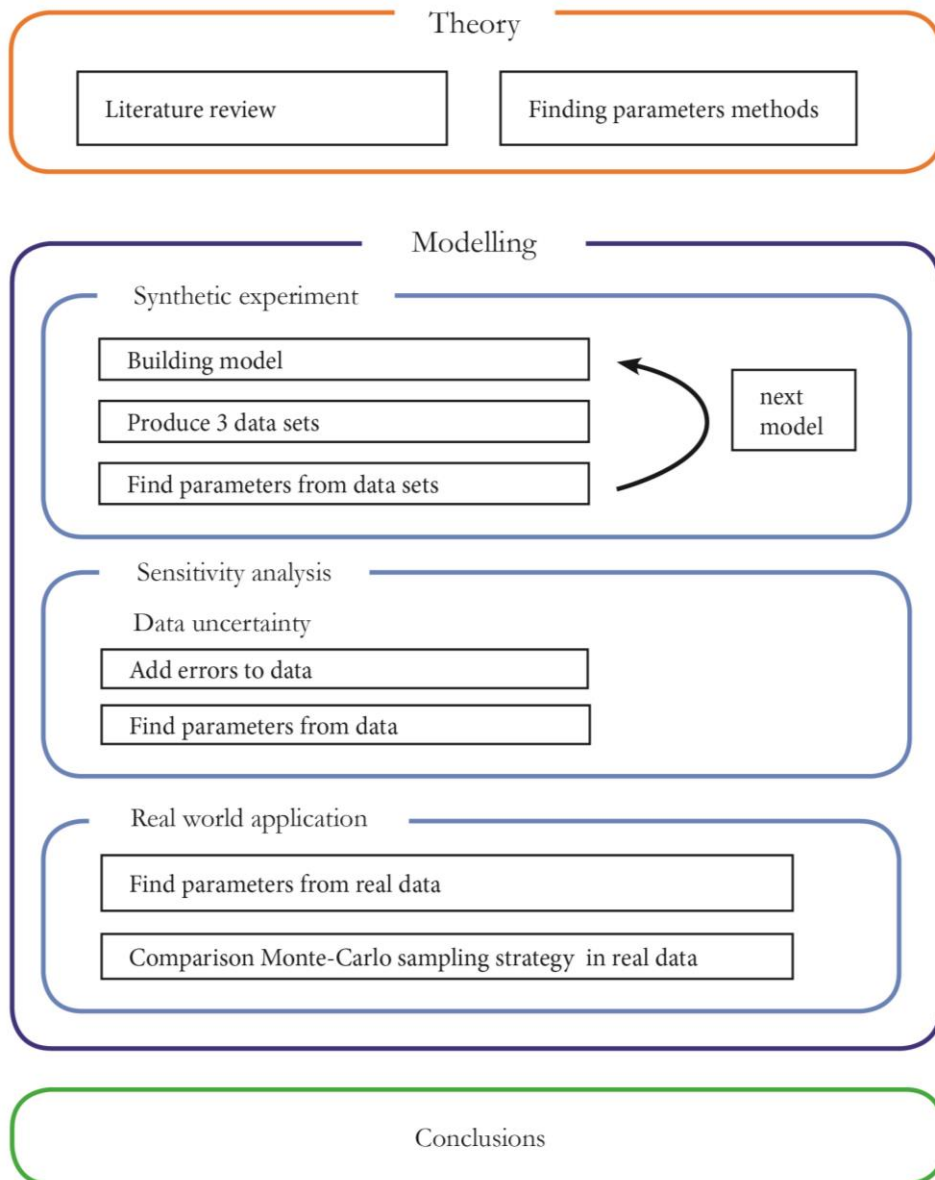 Theory
Literature review
Finding parameters methods
Modelling
Synthetic experiment
Building model
Produce 3 data sets
Find parameters from data sets
next
model
Sensitivity analysis
Data uncertainty
Add errors to data
Find parameters from data
Real world application
Find parameters from real data
Comparison Monte-Carlo sampling strategy in real data
Conclusions